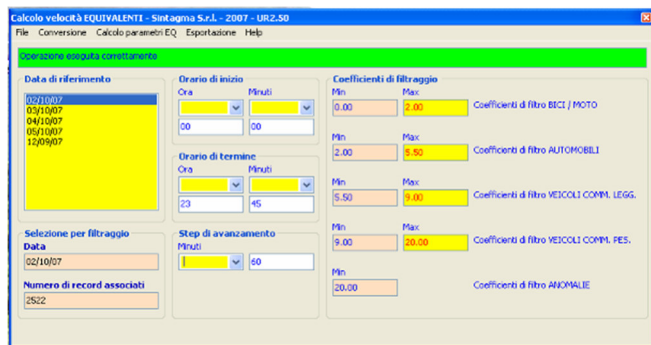 Calcolo velocità EQUIVALENTI - Sintagma S.r.l. - 2007 - UR2.50
File Conversione Calcolo parametri EQ Esportazione Help
Operazione eseguita correttamente
Data di riferimento
02/10/07
03/10/07
04/10/07
05/10/07
12/09/07
Selezione per filtraggio
Data
02/10/07
Numero di record associati
2522
Orario di inizio
Ora Minuti
00 00
Orario di termine
Ora Minuti
23 45
Step di avanzamento
Minuti
60
Coefficienti di filtraggio
Min Max
0.00 2.00 Coefficienti di filtro BICI / MOTO
Min Max
2.00 5.50 Coefficienti di filtro AUTOMOBILI
Min Max
5.50 9.00 Coefficienti di filtro VEICOLI COMM. LEGG.
Min Max
9.00 20.00 Coefficienti di filtro VEICOLI COMM. PES.
Min
20.00 Coefficienti di filtro ANOMALIE